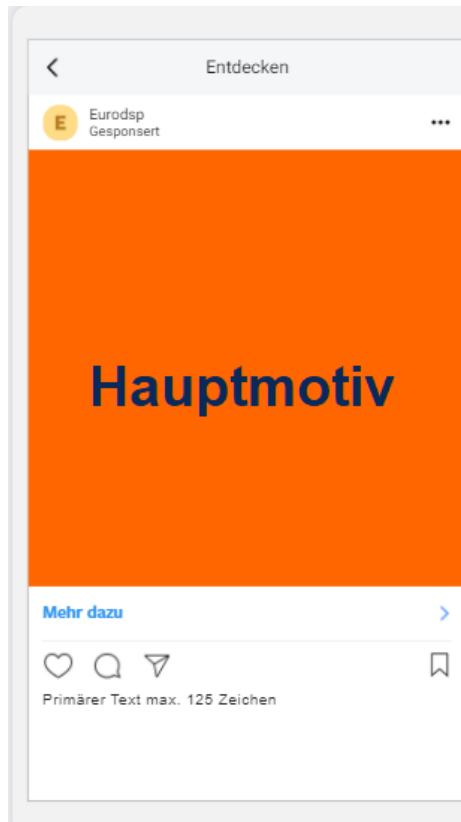 Entdecken
E
Eurodsp
Gesponsert
Hauptmotiv
Mehr dazu
Primärer Text max. 125 Zeichen